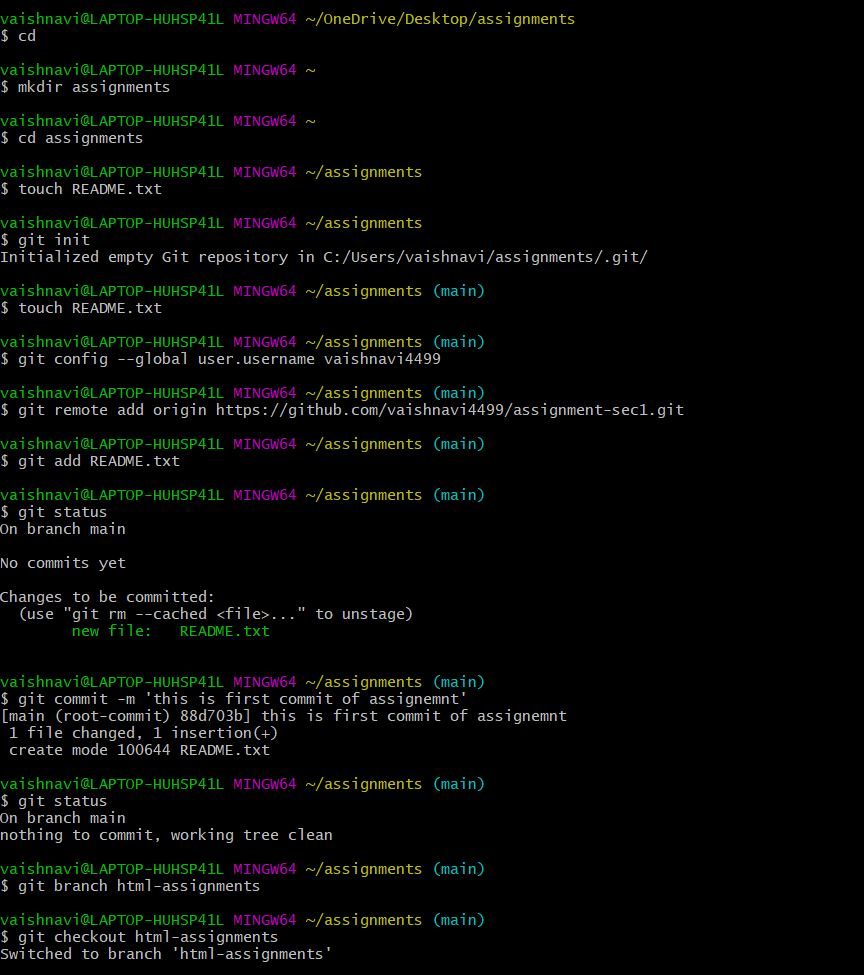 vaishnavi@LAPTOP-HUHSP41L MINGW64 ~/OneDrive/Desktop/assignments
$ cd
vaishnavi@LAPTOP-HUHSP41L MINGW64 ~
$ mkdir assignments
vaishnavi@LAPTOP-HUHSP41L MINGW64 ~
$ cd assignments
vaishnavi@LAPTOP-HUHSP41L MINGW64 ~/assignments
$ touch README.txt
vaishnavi@LAPTOP-HUHSP41L MINGW64 ~/assignments
$ git init
Initialized empty Git repository in C:/Users/vaishnavi/assignments/.git/
vaishnavi@LAPTOP-HUHSP41L MINGW64 ~/assignments (main)
$ touch README.txt
vaishnavi@LAPTOP-HUHSP41L MINGW64 ~/assignments (main)
$ git config --global user.username vaishnavi4499
vaishnavi@LAPTOP-HUHSP41L MINGW64 ~/assignments (main)
$ git remote add origin https://github.com/vaishnavi4499/assignment-sec1.git
vaishnavi@LAPTOP-HUHSP41L MINGW64 ~/assignments (main)
$ git add README.txt
vaishnavi@LAPTOP-HUHSP41L MINGW64 ~/assignments (main)
$ git status
On branch main
No commits yet
Changes to be committed:
  (use "git rm --cached <file>..." to unstage)
        new file:   README.txt
vaishnavi@LAPTOP-HUHSP41L MINGW64 ~/assignments (main)
$ git commit -m 'this is first commit of assignemnt'
[main (root-commit) 88d703b] this is first commit of assignemnt
 1 file changed, 1 insertion(+)
 create mode 100644 README.txt
vaishnavi@LAPTOP-HUHSP41L MINGW64 ~/assignments (main)
$ git status
On branch main
nothing to commit, working tree clean
vaishnavi@LAPTOP-HUHSP41L MINGW64 ~/assignments (main)
$ git branch html-assignments
vaishnavi@LAPTOP-HUHSP41L MINGW64 ~/assignments (main)
$ git checkout html-assignments
Switched to branch 'html-assignments'